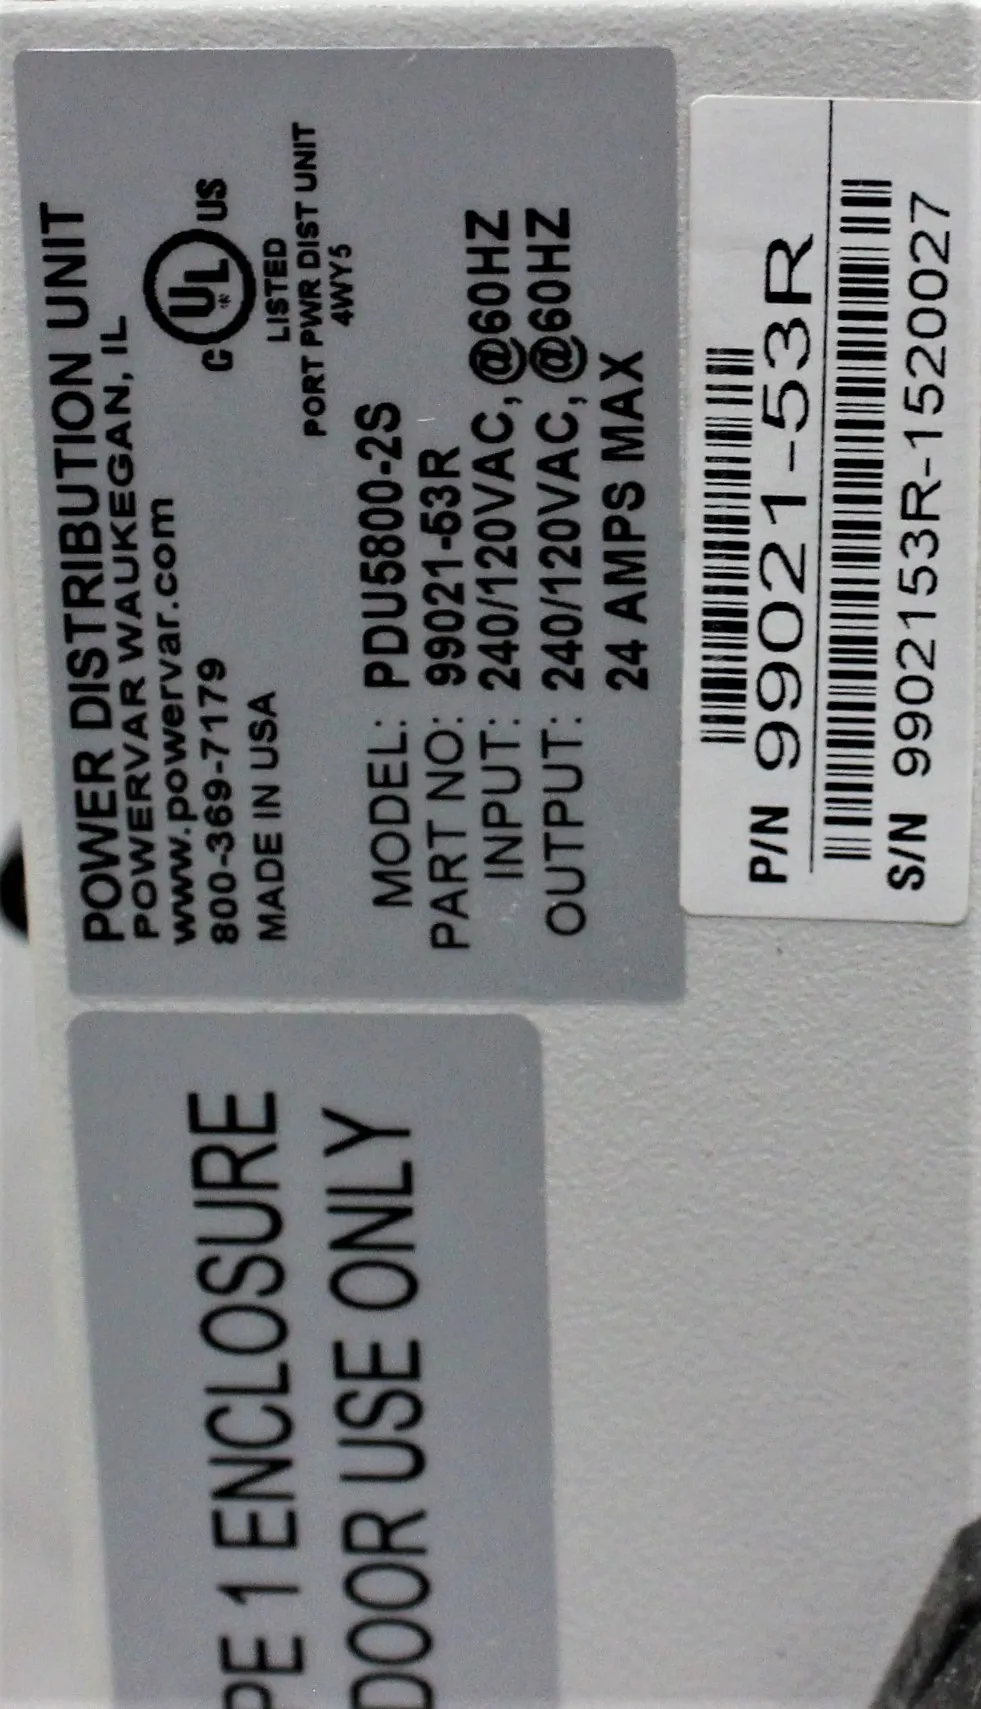 POWER DISTRIBUTION UNIT
POWERVAR WAUKEGAN, IL
www.powervar.com
800-369-7179
MADE IN USA
C UL US
LISTED
PORT PWR DIST UNIT
4WY5
MODEL: PDU5800-2S
PART NO: 99021-53R
INPUT: 240/120VAC, @60HZ
OUTPUT: 240/120VAC, @60HZ
24 AMPS MAX
P/N 99021-53R
S/N 9902153R-1520027
PE 1 ENCLOSURE
DOOR USE ONLY